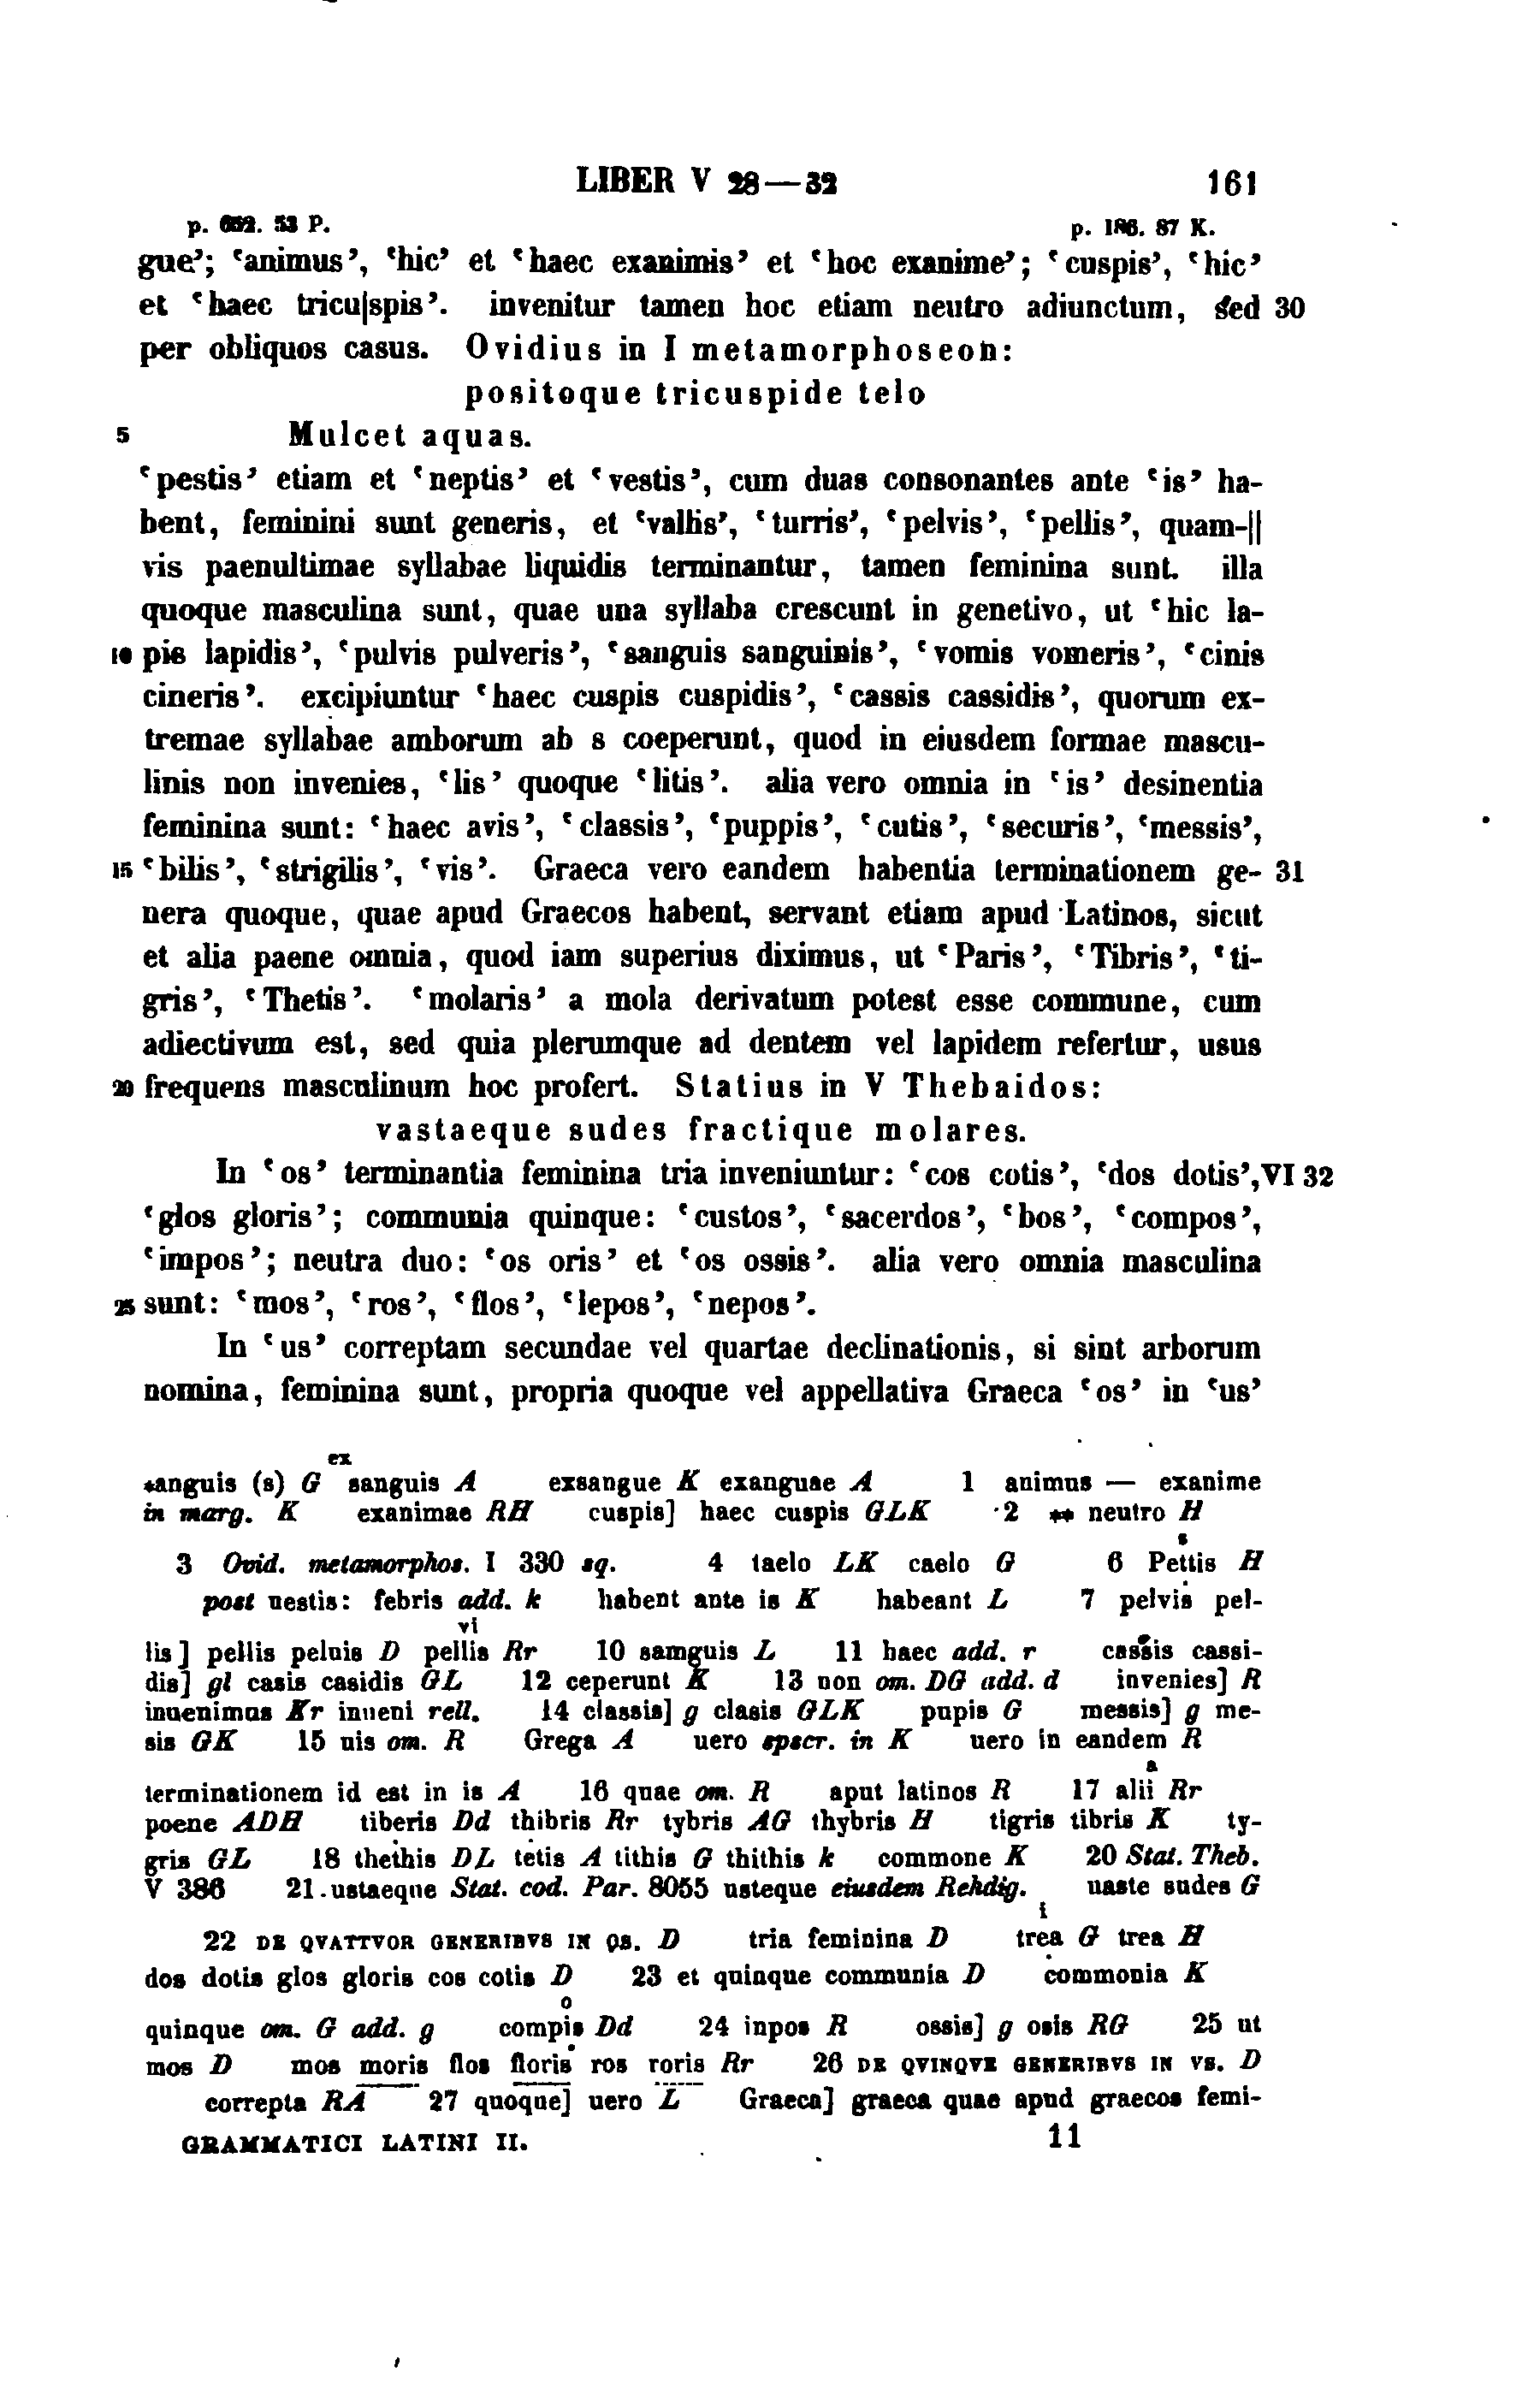 LIBER V 28—32 161
p. 652. 53 P. p. 186. 87 K.
gue’; ‘animus’, ‘hic’ et ‘haec exanimis’ et ‘hoc exanime’; ‘cuspis’, ‘hic’
et ‘haec tricu|spis’. invenitur tamen hoc etiam neutro adiunctum, sed 30
per obliquos casus. Ovidius in I metamorphoseon:
positoque tricuspide telo
5 Mulcet aquas.
‘pestis’ etiam et ‘neptis’ et ‘vestis’, cum duas consonantes ante ‘is’ ha-
bent, feminini sunt generis, et ‘vallis’, ‘turris’, ‘pelvis’, ‘pellis’, quam-||
vis paenultimae syllabae liquidis terminantur, tamen feminina sunt. illa
quoque masculina sunt, quae una syllaba crescunt in genetivo, ut ‘hic la-
10 pis lapidis’, ‘pulvis pulveris’, ‘sanguis sanguinis’, ‘vomis vomeris’, ‘cinis
cineris’. excipiuntur ‘haec cuspis cuspidis’, ‘cassis cassidis’, quorum ex-
tremae syllabae amborum ab s coeperunt, quod in eiusdem formae mascu-
linis non invenies, ‘lis’ quoque ‘litis’. alia vero omnia in ‘is’ desinentia
feminina sunt: ‘haec avis’, ‘classis’, ‘puppis’, ‘cutis’, ‘securis’, ‘messis’,
15 ‘bilis’, ‘strigilis’, ‘vis’. Graeca vero eandem habentia terminationem ge- 31
nera quoque, quae apud Graecos habent, servant etiam apud Latinos, sicut
et alia paene omnia, quod iam superius diximus, ut ‘Paris’, ‘Tibris’, ‘ti-
gris’, ‘Thetis’. ‘molaris’ a mola derivatum potest esse commune, cum
adiectivum est, sed quia plerumque ad dentem vel lapidem refertur, usus
20 frequens masculinum hoc profert. Statius in V Thebaidos:
vastaeque sudes fractique molares.
In ‘os’ terminantia feminina tria inveniuntur: ‘cos cotis’, ‘dos dotis’, VI 32
‘glos gloris’; communia quinque: ‘custos’, ‘sacerdos’, ‘bos’, ‘compos’,
‘impos’; neutra duo: ‘os oris’ et ‘os ossis’. alia vero omnia masculina
25 sunt: ‘mos’, ‘ros’, ‘flos’, ‘lepos’, ‘nepos’.
In ‘us’ correptam secundae vel quartae declinationis, si sint arborum
nomina, feminina sunt, propria quoque vel appellativa Graeca ‘os’ in ‘us’
ex
*anguis (s) G sanguis A exsangue K exanguae A 1 animus — exanime
in marg. K exanimae RH cuspis] haec cuspis GLK 2 ** neutro H
s
3 Ovid. metamorphos. I 330 sq. 4 taelo LK caelo G 6 Pettis H
post uestis: febris add. k habent ante is K habeant L 7 pelvis pel-
vi
lis] pellis peluis D pellis Rr 10 samguis L 11 haec add. r cassis cassi-
dis] gl casis casidis GL 12 ceperunt K 13 non om. DG add. d invenies] R
inuenimus Kr inueni rell. 14 classis] g clasis GLK pupis G messis] g me-
sis GK 15 uis om. R Grega A uero spscr. in K uero in eandem R
a
terminationem id est in is A 16 quae om. R aput latinos R 17 alii Rr
poene ADH tiberis Dd thibris Rr tybris AG thybris H tigris tibris K ty-
gris GL 18 thethis DL tetis A tithis G thithis k commone K 20 Stat. Theb.
V 386 21 ustaeque Stat. cod. Par. 8055 usteque eiusdem Rehdig. uaste sudes G
i
22 DE QVATTVOR GENERIBVS IN OS. D tria feminina D trea G trea H
dos dotis glos gloris cos cotis D 23 et quinque communia D commonia K
o
quinque om. G add. g compis Dd 24 inpos R ossis] g osis RG 25 ut
mos D mos moris flos floris ros roris Rr 26 DE QVINQVE GENERIBVS IN VS. D
correpta RA 27 quoque] uero L Graeca] graeca quae apud graecos femi-
GRAMMATICI LATINI II. 11